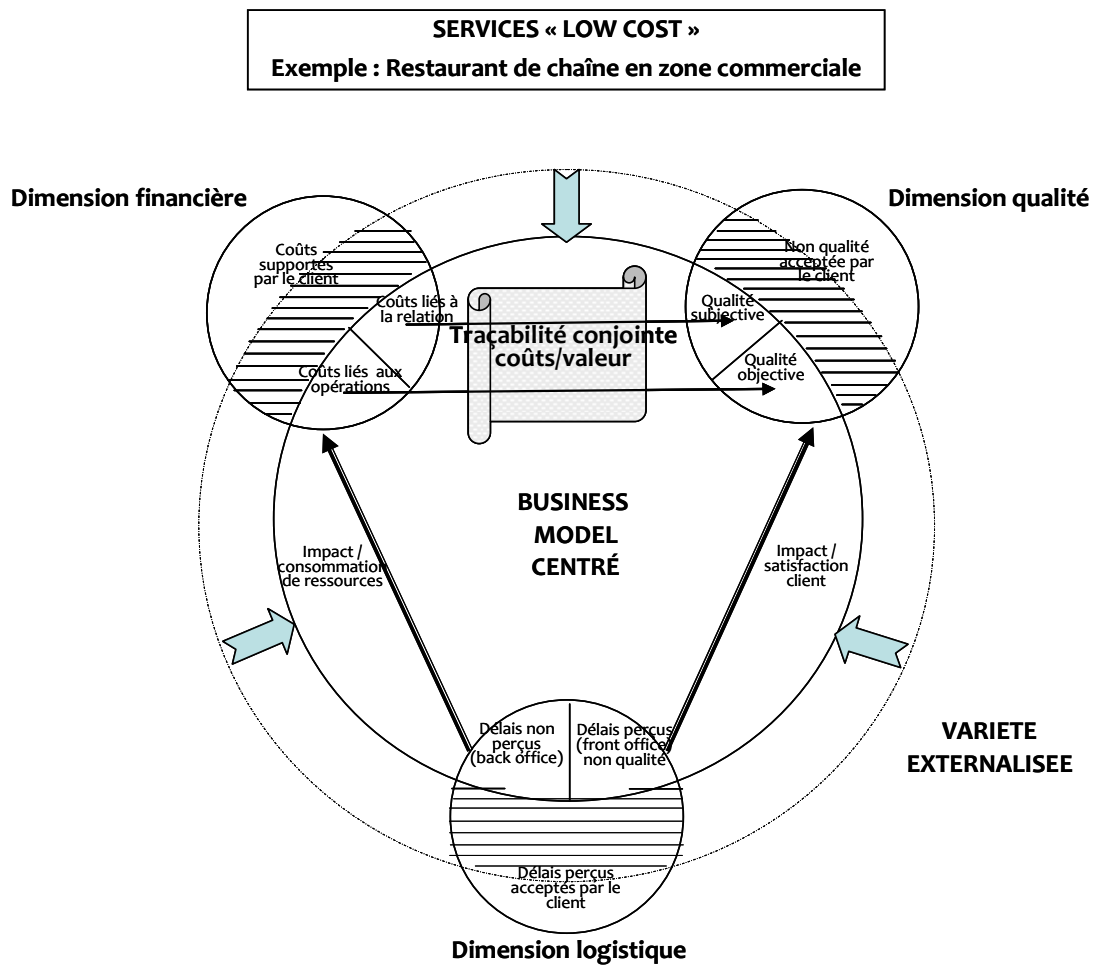 SERVICES « LOW COST »
Exemple : Restaurant de chaîne en zone commerciale
Dimension financière
Dimension qualité
Coûts
supportés
par le client
Non qualité
acceptée par
le client
Coûts liés à
la relation
Qualité
subjective
Traçabilité conjointe
coûts/valeur
Coûts liés aux
opérations
Qualité
objective
BUSINESS
MODEL
CENTRÉ
Impact /
consommation
de ressources
Impact /
satisfaction
client
Délais non
perçus
(back office)
Délais perçus
(front office)
non qualité
VARIETE
EXTERNALISEE
Délais perçus
acceptés par le
client
Dimension logistique